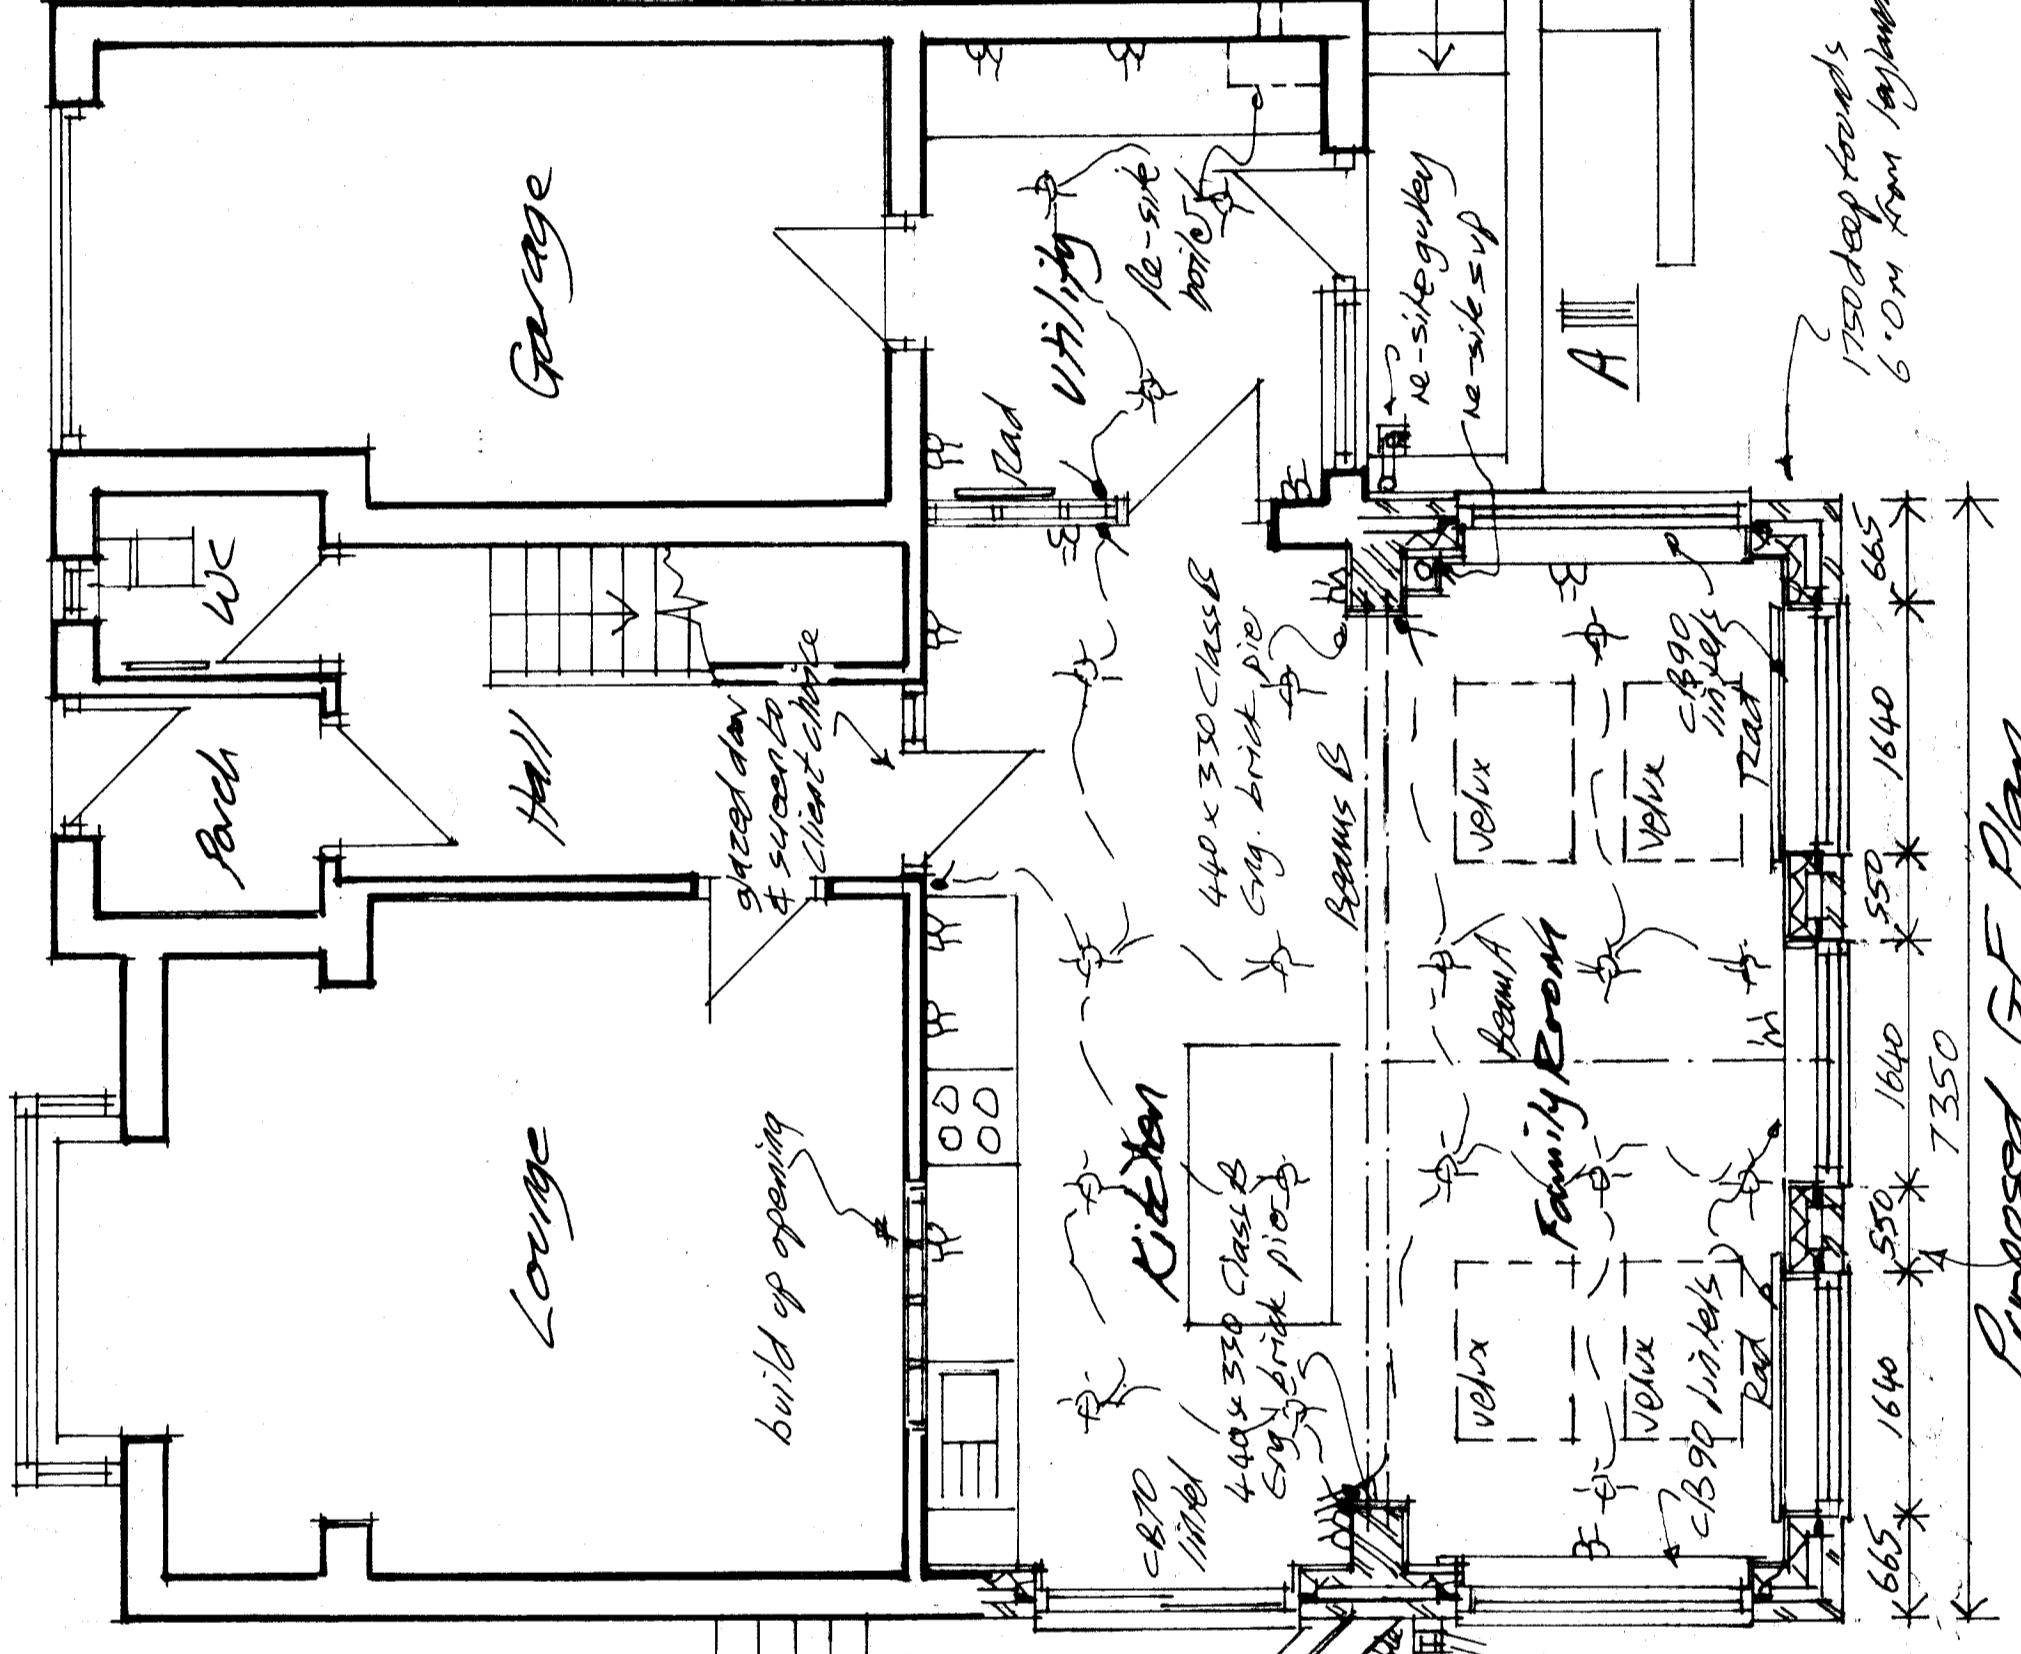 Garage
WC
Porch
Hall
Lounge
glazed door
& screen to
client choice
build up opening
Rad
Utility
Re-site
boiler
re-site gulley
re-site svp
A
1750 deep founds
6.0m from
440 x 330 Class B
Eng. brick pier
Beams B
Kitchen
440 x 330 Class B
Eng. brick pier
CB70
lintel
Beam A
Family Room
Velux
Velux
Velux
Velux
CB90
lintels
Rad
CB90 lintels
Rad
665
1640
550
1640
550
1640
665
7350
Proposed GF Plan